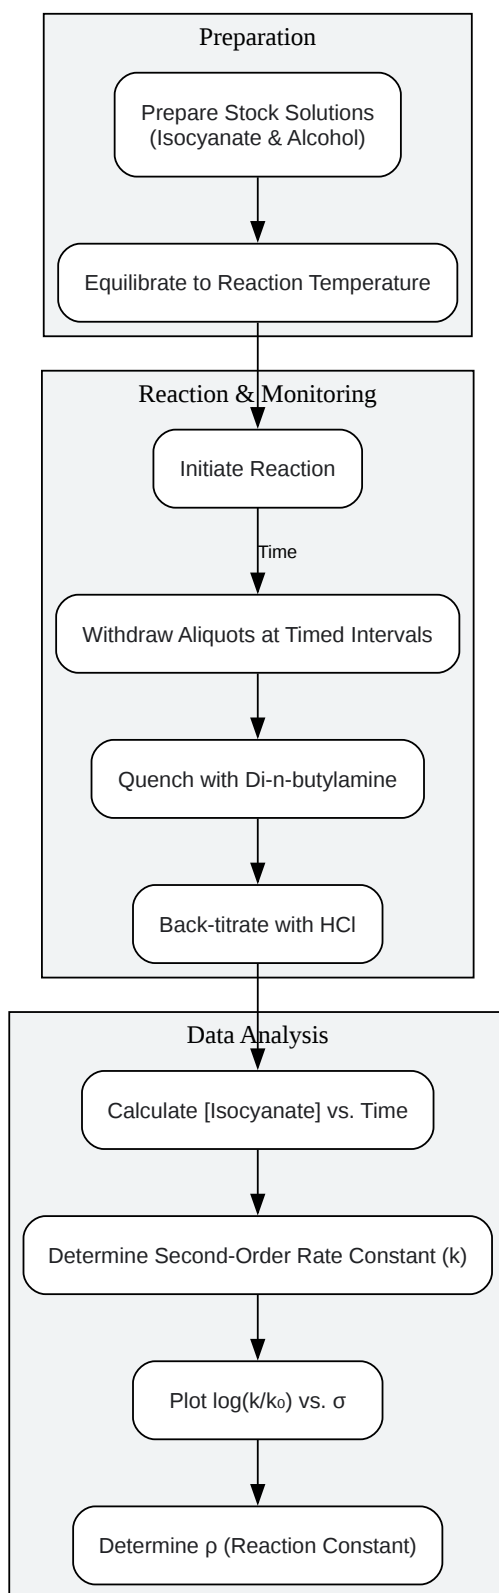 Preparation
Prepare Stock Solutions
(Isocyanate & Alcohol)
Equilibrate to Reaction Temperature
Reaction & Monitoring
Initiate Reaction
Time
Withdraw Aliquots at Timed Intervals
Quench with Di-n-butylamine
Back-titrate with HCl
Data Analysis
Calculate [Isocyanate] vs. Time
Determine Second-Order Rate Constant (k)
Plot log(k/k₀) vs. σ
Determine ρ (Reaction Constant)